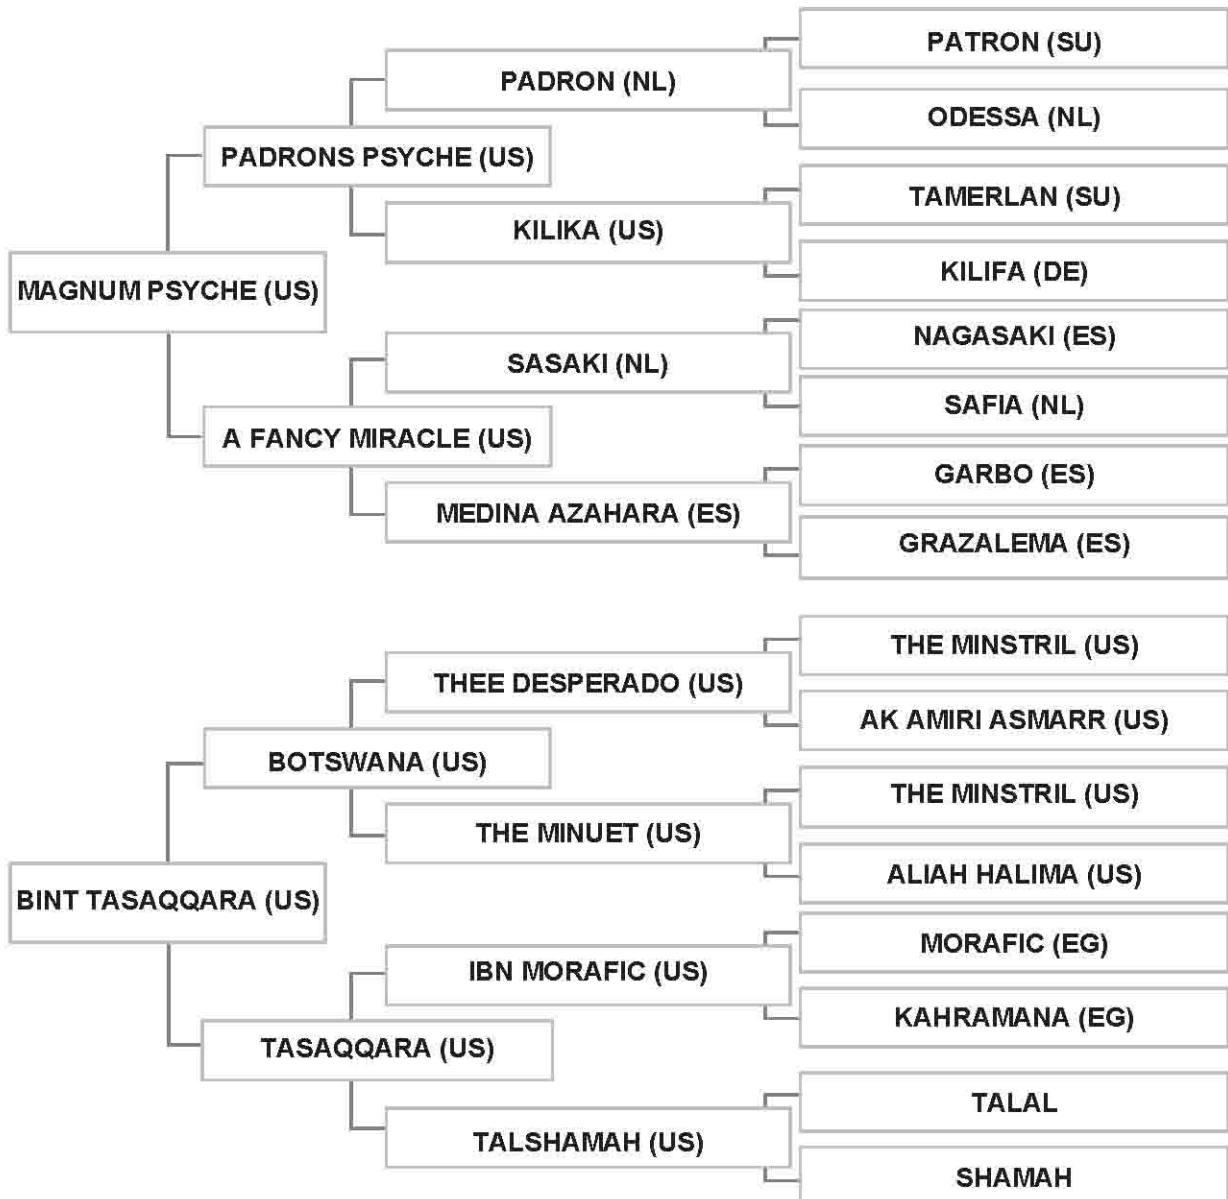 PATRON (SU)
PADRON (NL)
ODESSA (NL)
PADRONS PSYCHE (US)
TAMERLAN (SU)
KILIKA (US)
KILIFA (DE)
MAGNUM PSYCHE (US)
NAGASAKI (ES)
SASAKI (NL)
SAFIA (NL)
A FANCY MIRACLE (US)
GARBO (ES)
MEDINA AZAHARA (ES)
GRAZALEMA (ES)
THE MINSTRIL (US)
THEE DESPERADO (US)
AK AMIRI ASMARR (US)
BOTSWANA (US)
THE MINSTRIL (US)
THE MINUET (US)
ALIAH HALIMA (US)
BINT TASAQQARA (US)
MORAFIC (EG)
IBN MORAFIC (US)
KAHRAMANA (EG)
TASAQQARA (US)
TALAL
TALSHAMAH (US)
SHAMAH